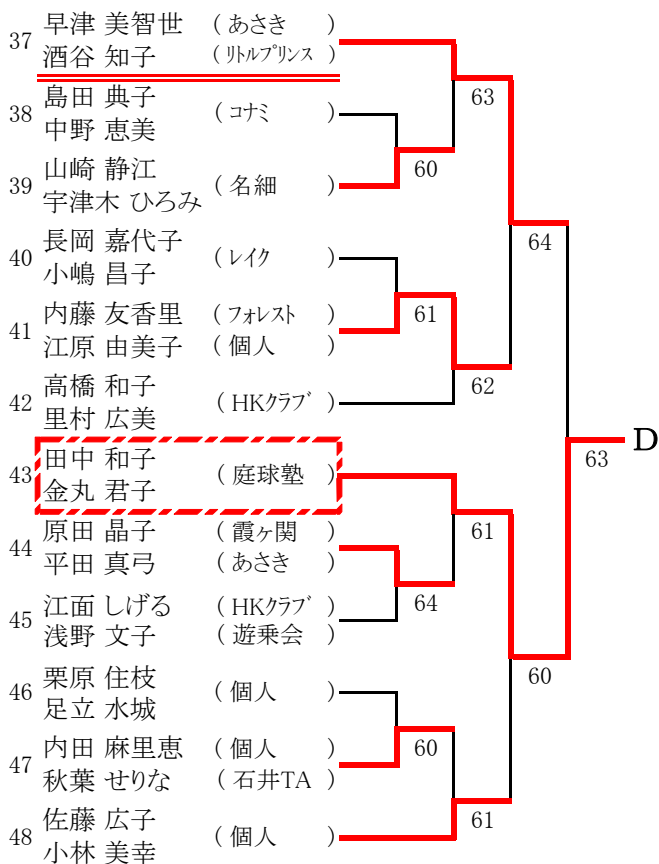 37 早津 美智世 (あさき)
酒谷 知子 (リトルプリンス)
63
38 島田 典子 (コナミ)
中野 恵美
60
39 山崎 静江 (名細)
宇津木 ひろみ
64
40 長岡 嘉代子 (レイク)
小嶋 昌子
61
41 内藤 友香里 (フォレスト)
江原 由美子 (個人)
62
42 高橋 和子 (HKクラブ)
里村 広美
63 D
43 田中 和子 (庭球塾)
金丸 君子
61
44 原田 晶子 (霞ヶ関)
平田 真弓 (あさき)
64
45 江面 しげる (HKクラブ)
浅野 文子 (遊乗会)
60
46 栗原 住枝 (個人)
足立 水城
60
47 内田 麻里恵 (個人)
秋葉 せりな (石井TA)
61
48 佐藤 広子 (個人)
小林 美幸